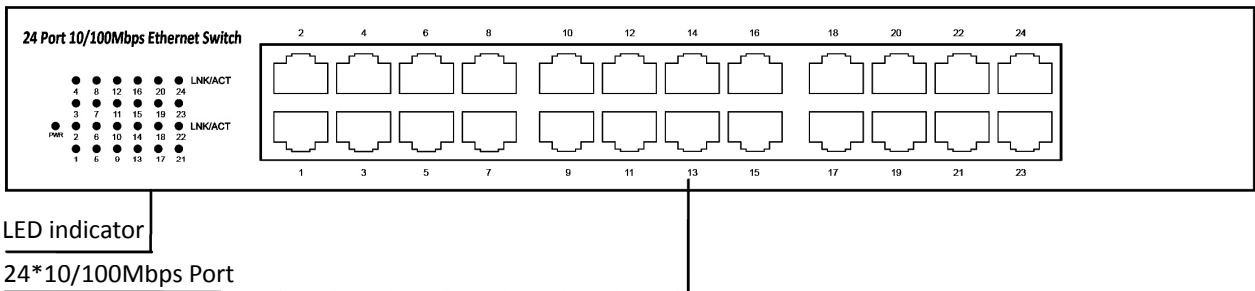 24 Port 10/100Mbps Ethernet Switch
2 4 6 8 10 12 14 16 18 20 22 24
LNK/ACT
4 8 12 16 20 24
3 7 11 15 19 23
PWR LNK/ACT
2 6 10 14 18 22
1 5 9 13 17 21
1 3 5 7 9 11 13 15 17 19 21 23
LED indicator
24*10/100Mbps Port